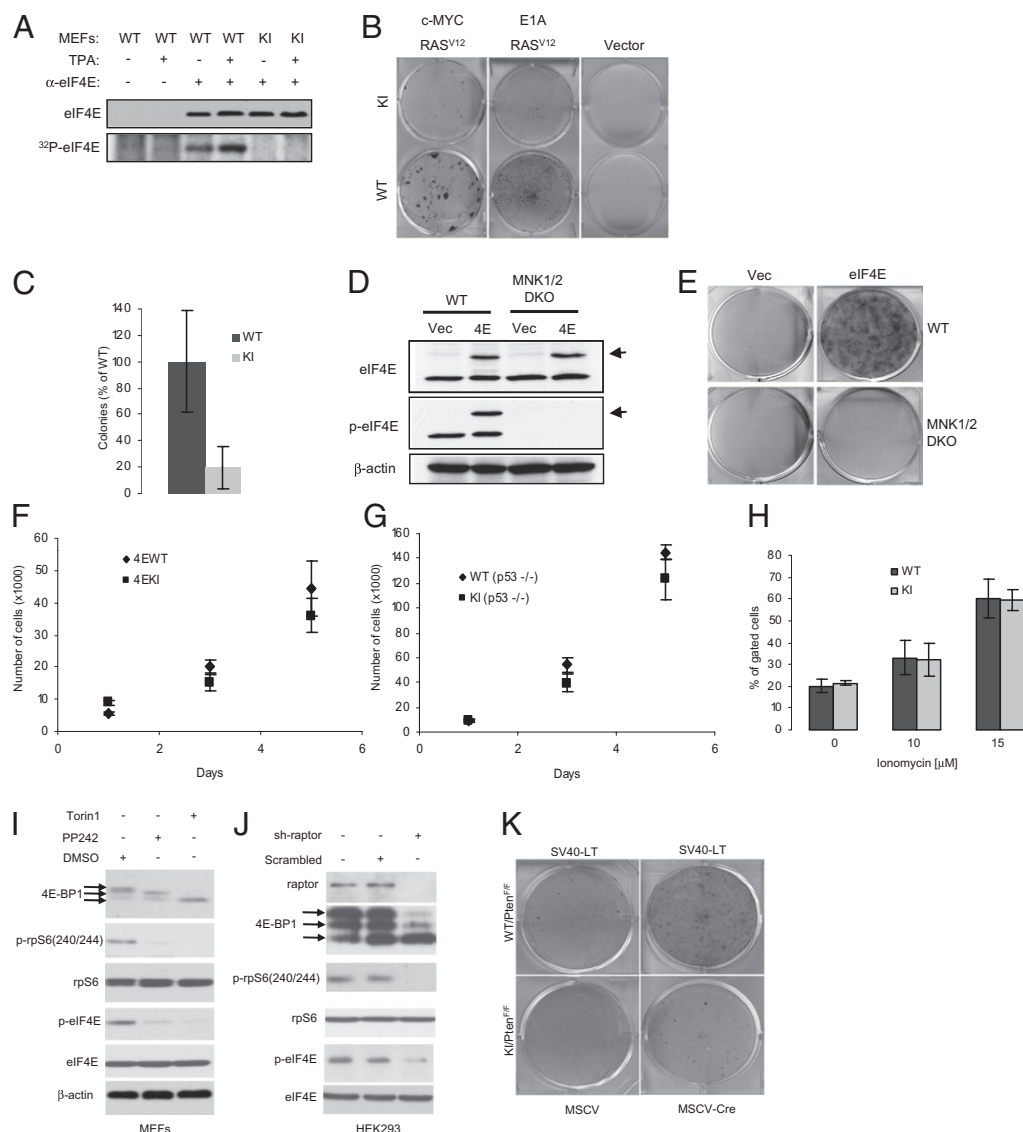 A
MEFs: WT WT WT WT KI KI
TPA: - + - + - +
α-eIF4E: - - + + + +
eIF4E
³²P-eIF4E
B
c-MYC E1A
RASV12 RASV12 Vector
KI
WT
C
Colonies (% of WT)
140
120
100
80
60
40
20
0
WT
KI
D
WT MNK1/2 DKO
Vec 4E Vec 4E
eIF4E
p-eIF4E
β-actin
E
Vec eIF4E
WT
MNK1/2
DKO
F
Number of cells (x1000)
60
50
40
30
20
10
0
4EWT
4EKI
0 2 4 6
Days
G
Number of cells (x1000)
160
140
120
100
80
60
40
20
0
WT (p53 -/-)
KI (p53 -/-)
0 2 4 6
Days
H
% of gated cells
80
70
60
50
40
30
20
10
0
WT
KI
0 10 15
Ionomycin [µM]
I
Torin1 - - +
PP242 - + -
DMSO + - -
4E-BP1
p-rpS6(240/244)
rpS6
p-eIF4E
eIF4E
β-actin
MEFs
J
sh-raptor - - +
Scrambled - + -
raptor
4E-BP1
p-rpS6(240/244)
rpS6
p-eIF4E
eIF4E
HEK293
K
SV40-LT SV40-LT
WT/PtenF/F
KI/PtenF/F
MSCV MSCV-Cre